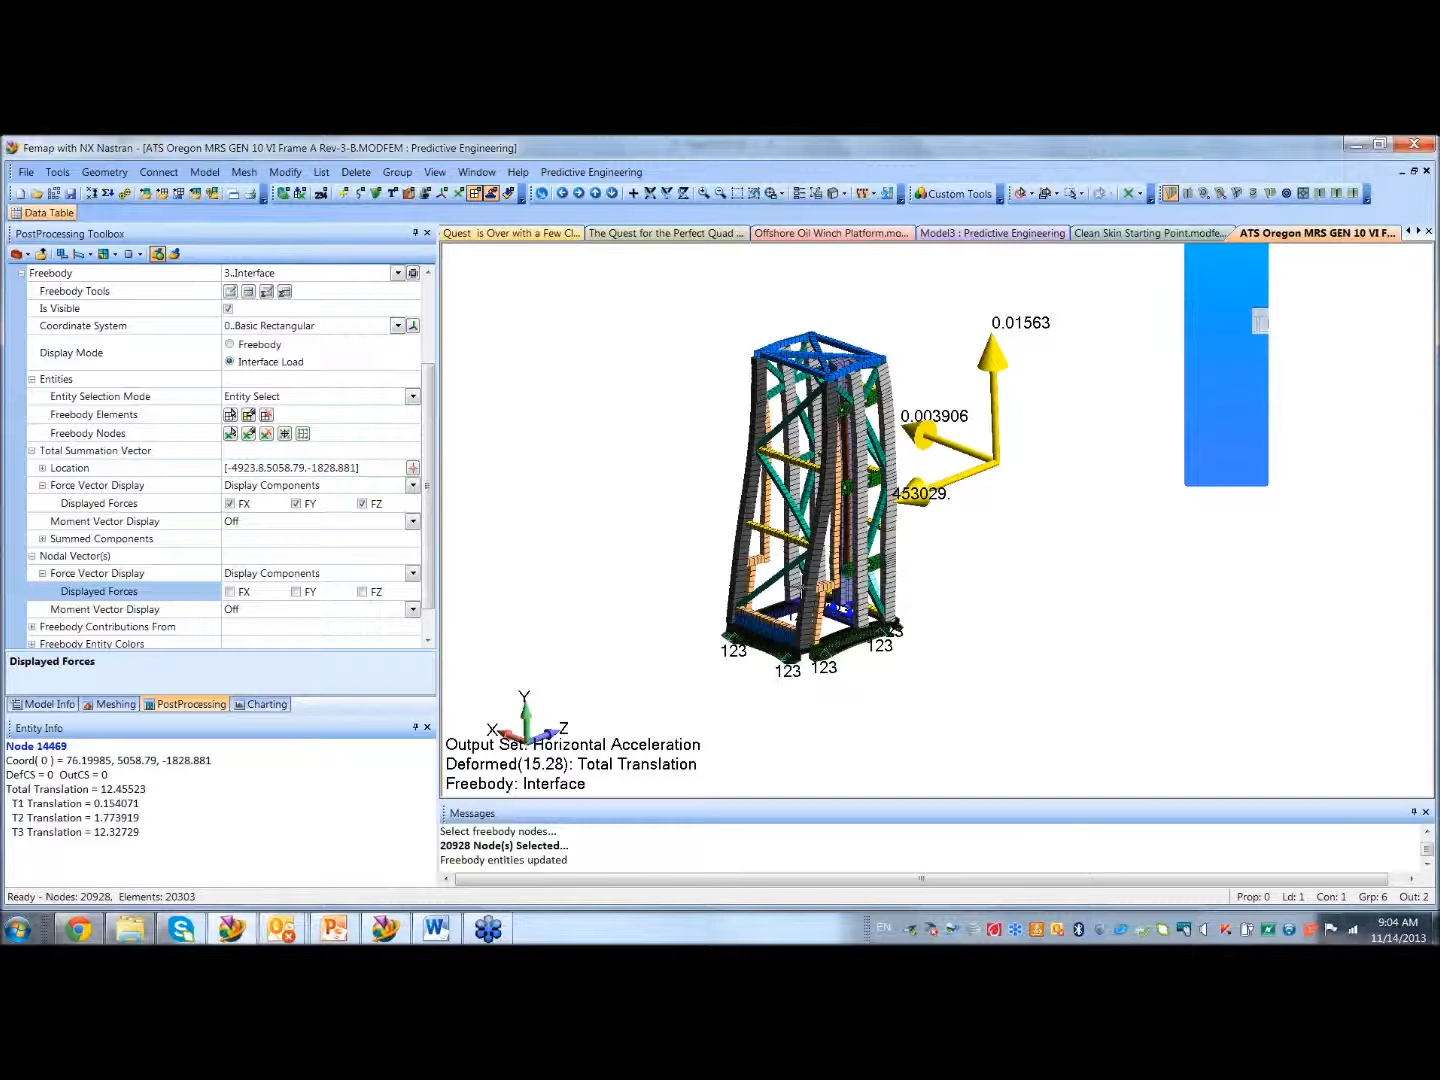 Femap with NX Nastran - [ATS Oregon MRS GEN 10 VI Frame A Rev-3-B.MODFEM : Predictive Engineering]
File Tools Geometry Connect Model Mesh Modify List Delete Group View Window Help Predictive Engineering
Custom Tools
Data Table
PostProcessing Toolbox
Quest is Over with a Few Cl... The Quest for the Perfect Quad ... Offshore Oil Winch Platform.mo... Model3 : Predictive Engineering Clean Skin Starting Point.modfe... ATS Oregon MRS GEN 10 VI F...
Freebody 3..Interface
Freebody Tools
Is Visible
Coordinate System 0..Basic Rectangular
Display Mode Freebody
Interface Load
Entities
Entity Selection Mode Entity Select
Freebody Elements
Freebody Nodes
Total Summation Vector
Location [-4923.8,5058.79,-1828.881]
Force Vector Display Display Components
Displayed Forces FX FY FZ
Moment Vector Display Off
Summed Components
Nodal Vector(s)
Force Vector Display Display Components
Displayed Forces FX FY FZ
Moment Vector Display Off
Freebody Contributions From
Freebody Entity Colors
Displayed Forces
Model Info Meshing PostProcessing Charting
Entity Info
Node 14469
Coord( 0 ) = 76.19985, 5058.79, -1828.881
DefCS = 0 OutCS = 0
Total Translation = 12.45523
T1 Translation = 0.154071
T2 Translation = 1.773919
T3 Translation = 12.32729
0.01563
0.003906
453029.
123
123
123
123
Y
X
Z
Output Set: Horizontal Acceleration
Deformed(15.28): Total Translation
Freebody: Interface
Messages
Select freebody nodes...
20928 Node(s) Selected...
Freebody entities updated
Ready - Nodes: 20928, Elements: 20303
Prop: 0 Ld: 1 Con: 1 Grp: 6 Out: 2
EN
9:04 AM
11/14/2013